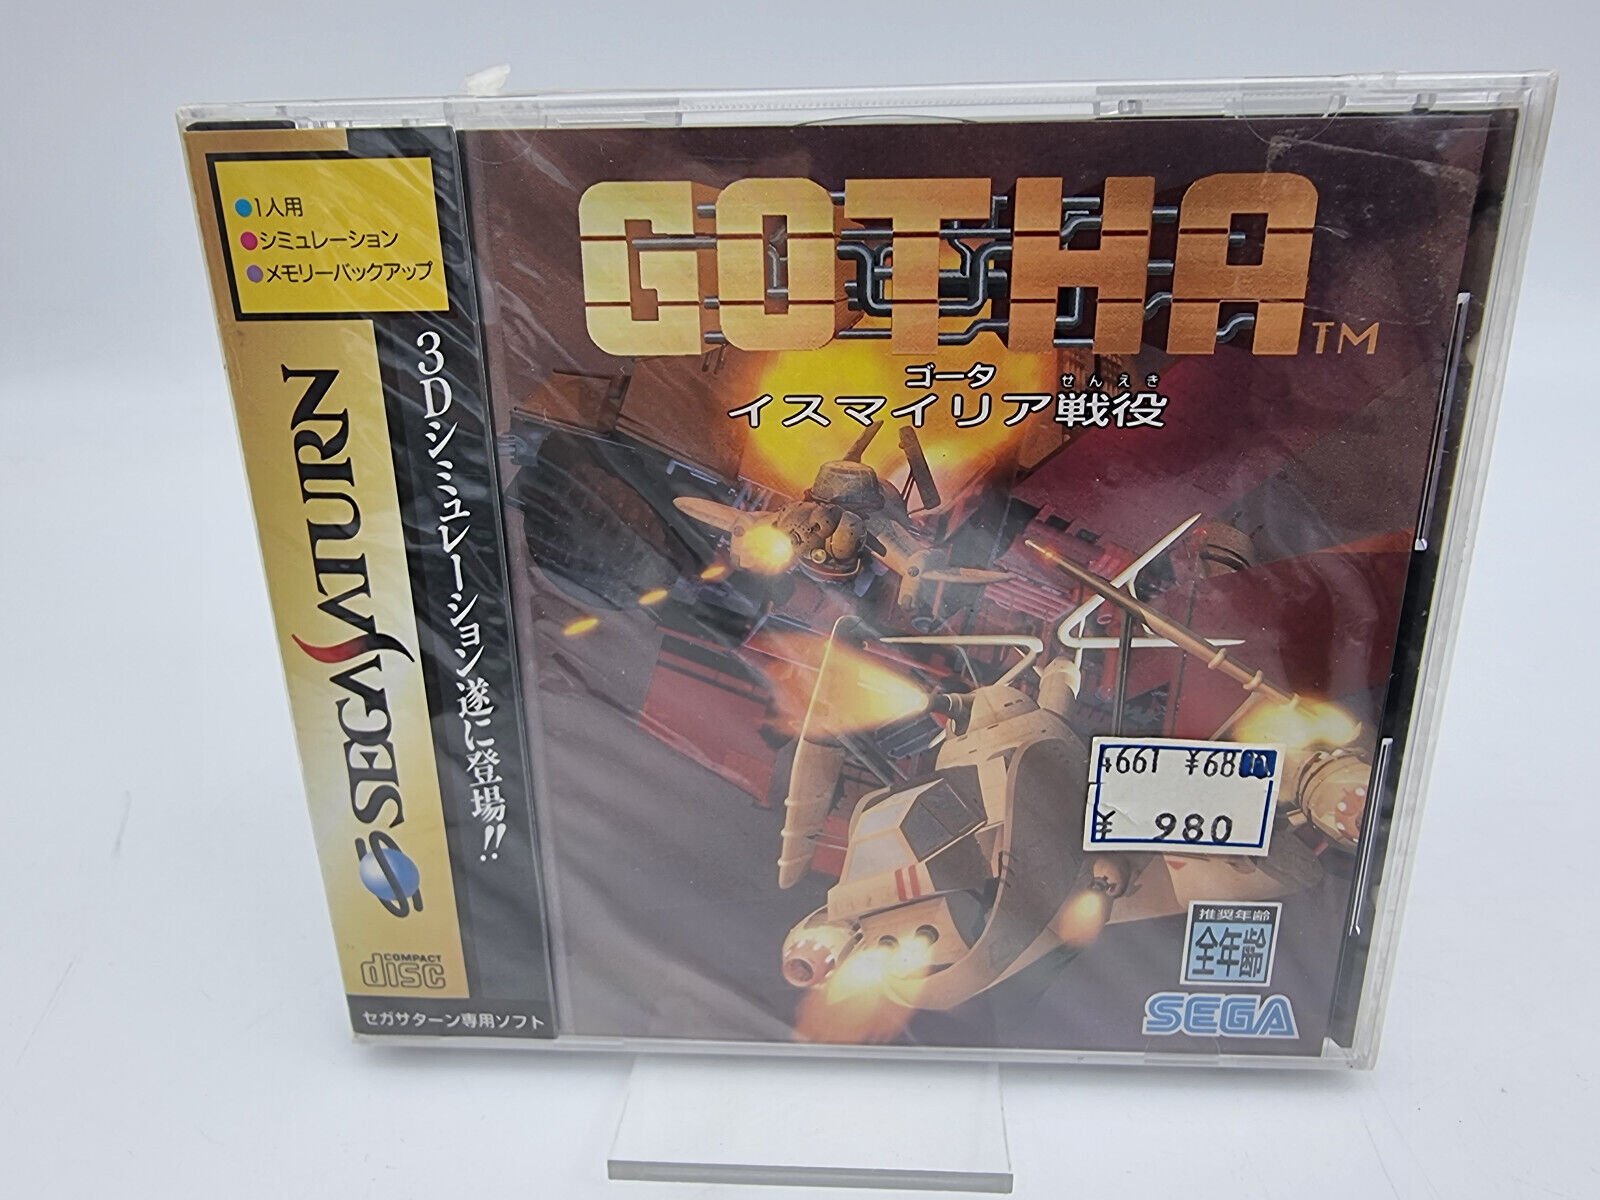 1人用
シミュレーション
メモリーバックアップ
3Dシミュレーション遂に登場!!
SEGA SATURN
COMPACT
disc
セガサターン専用ソフト
GOTHA TM
ゴータ
せんえき
イスマイリア戦役
4661 ¥68
¥ 980
推奨年齢
全年齢
SEGA